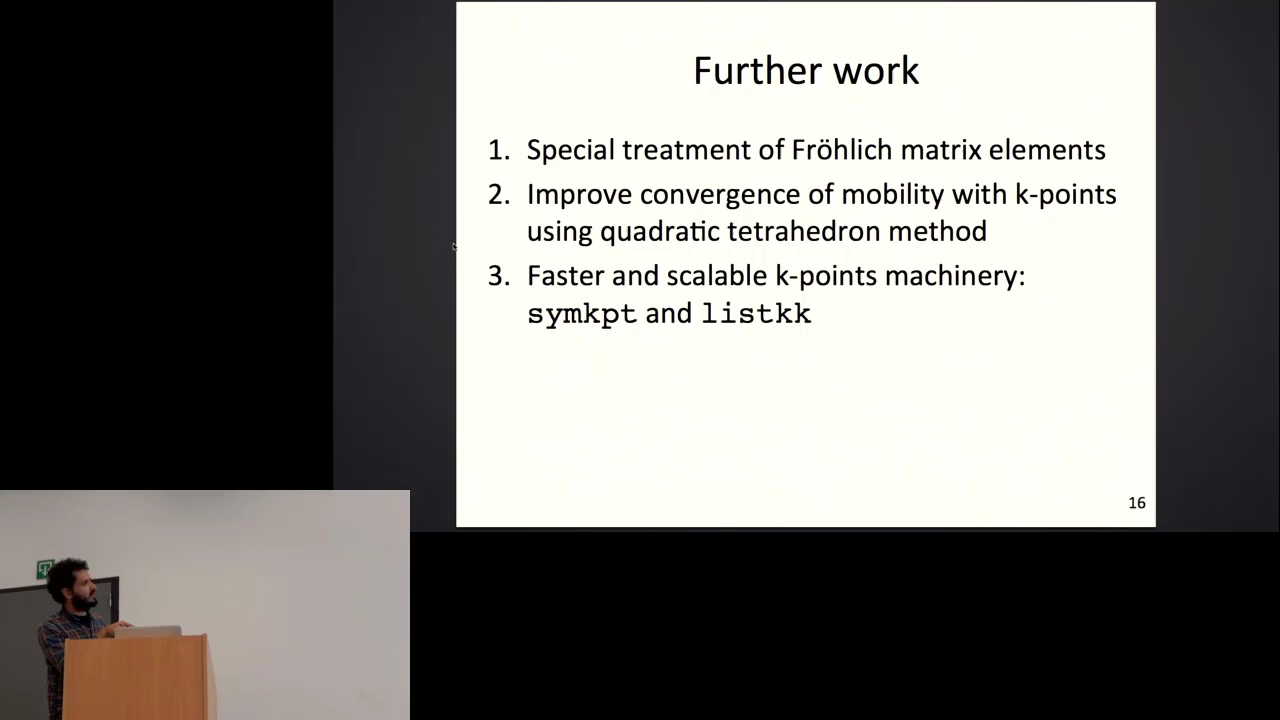 Further work
1. Special treatment of Fröhlich matrix elements
2. Improve convergence of mobility with k-points
using quadratic tetrahedron method
3. Faster and scalable k-points machinery:
symkpt and listkk
16